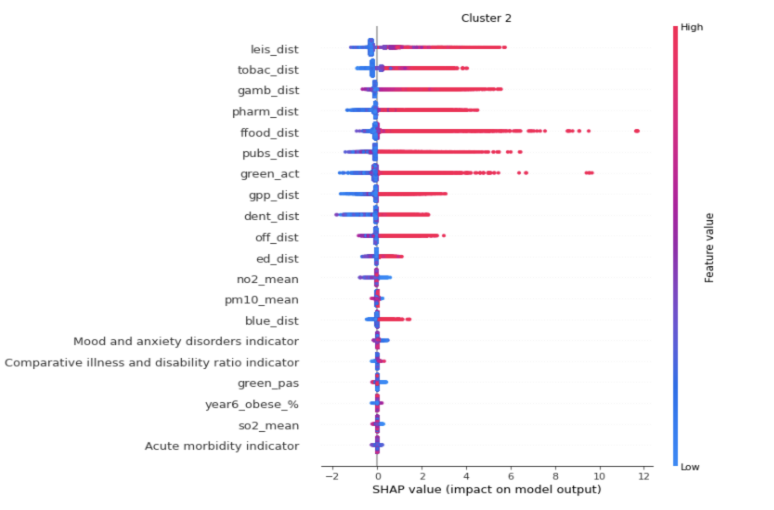 Cluster 2
High
leis_dist
tobac_dist
gamb_dist
pharm_dist
ffood_dist
pubs_dist
green_act
gpp_dist
dent_dist
off_dist
ed_dist
no2_mean
pm10_mean
blue_dist
Mood and anxiety disorders indicator
Comparative illness and disability ratio indicator
green_pas
year6_obese_%
so2_mean
Acute morbidity indicator
Feature value
Low
−2 0 2 4 6 8 10 12
SHAP value (impact on model output)